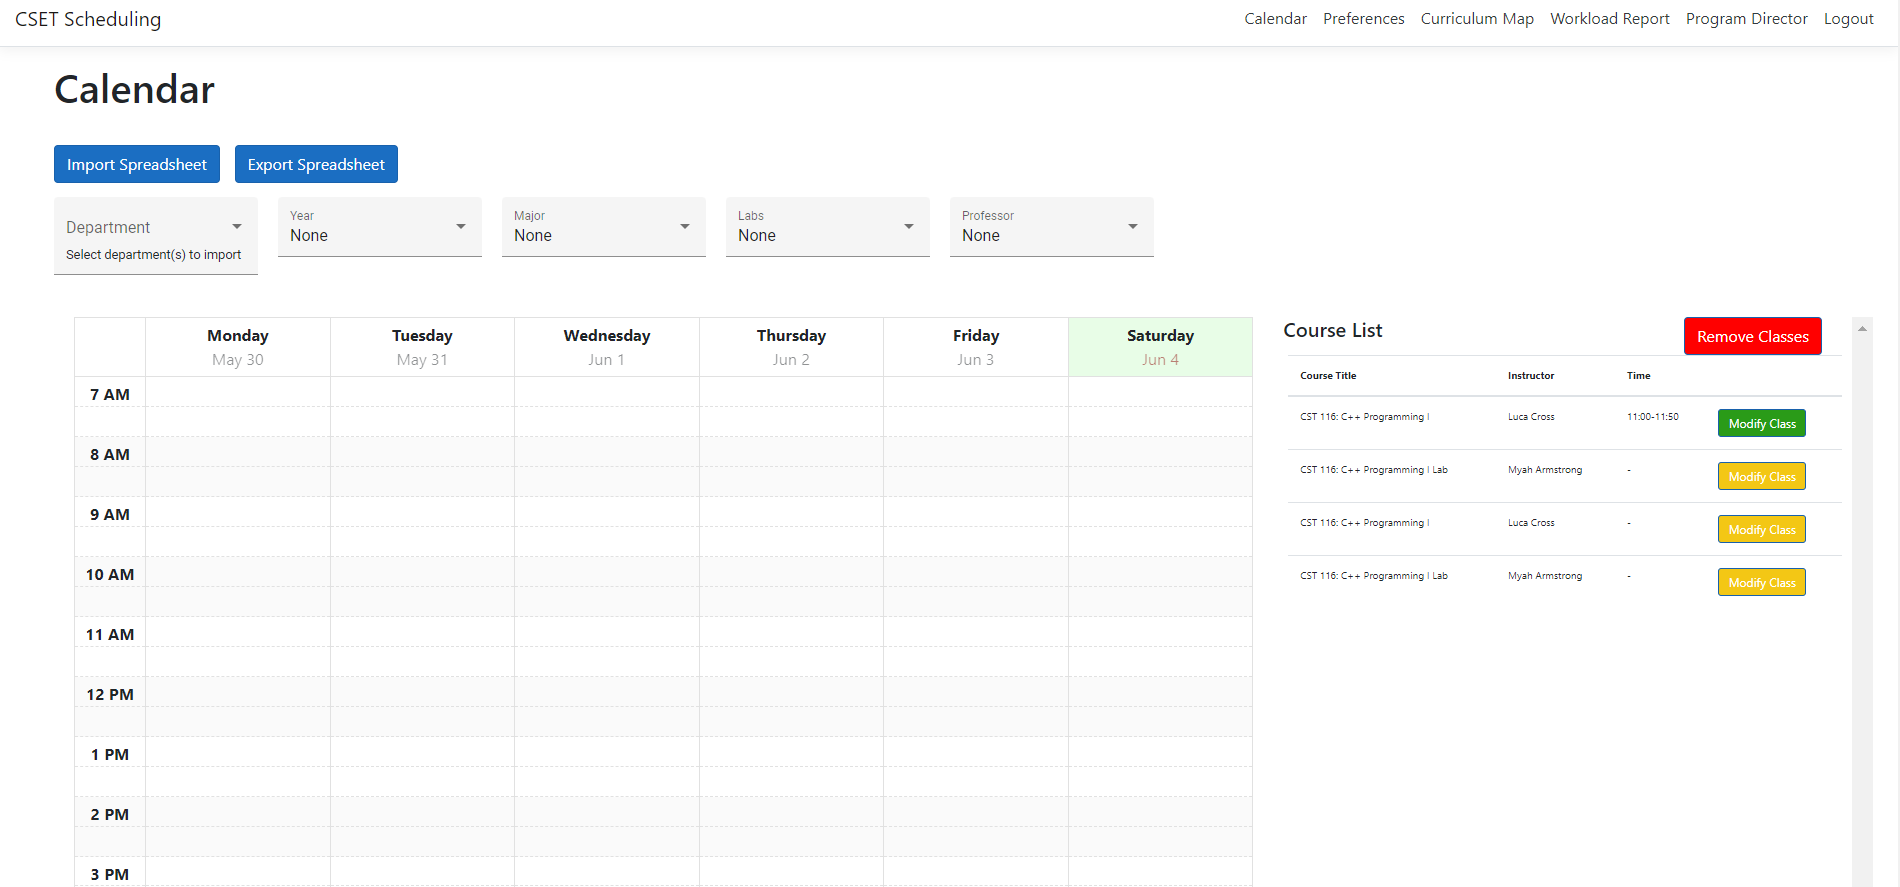 CSET Scheduling
Calendar Preferences Curriculum Map Workload Report Program Director Logout
Calendar
Import Spreadsheet Export Spreadsheet
Department
Select department(s) to import
Year
None
Major
None
Labs
None
Professor
None
Monday Tuesday Wednesday Thursday Friday Saturday
May 30 May 31 Jun 1 Jun 2 Jun 3 Jun 4
7 AM
8 AM
9 AM
10 AM
11 AM
12 PM
1 PM
2 PM
3 PM
Course List
Remove Classes
Course Title Instructor Time
CST 116: C++ Programming I Luca Cross 11:00-11:50 Modify Class
CST 116: C++ Programming I Lab Myah Armstrong - Modify Class
CST 116: C++ Programming I Luca Cross - Modify Class
CST 116: C++ Programming I Lab Myah Armstrong - Modify Class